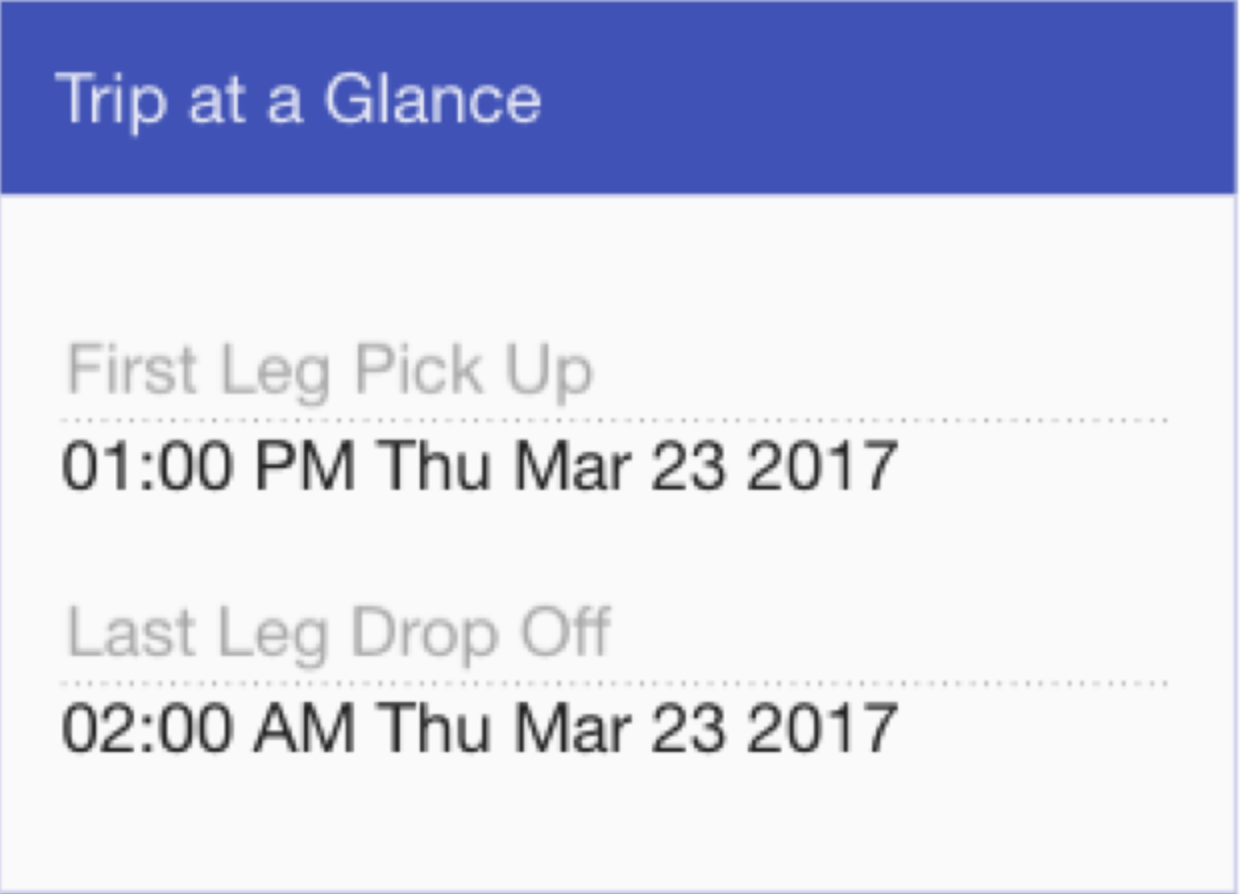 Trip at a Glance
First Leg Pick Up
01:00 PM Thu Mar 23 2017
Last Leg Drop Off
02:00 AM Thu Mar 23 2017